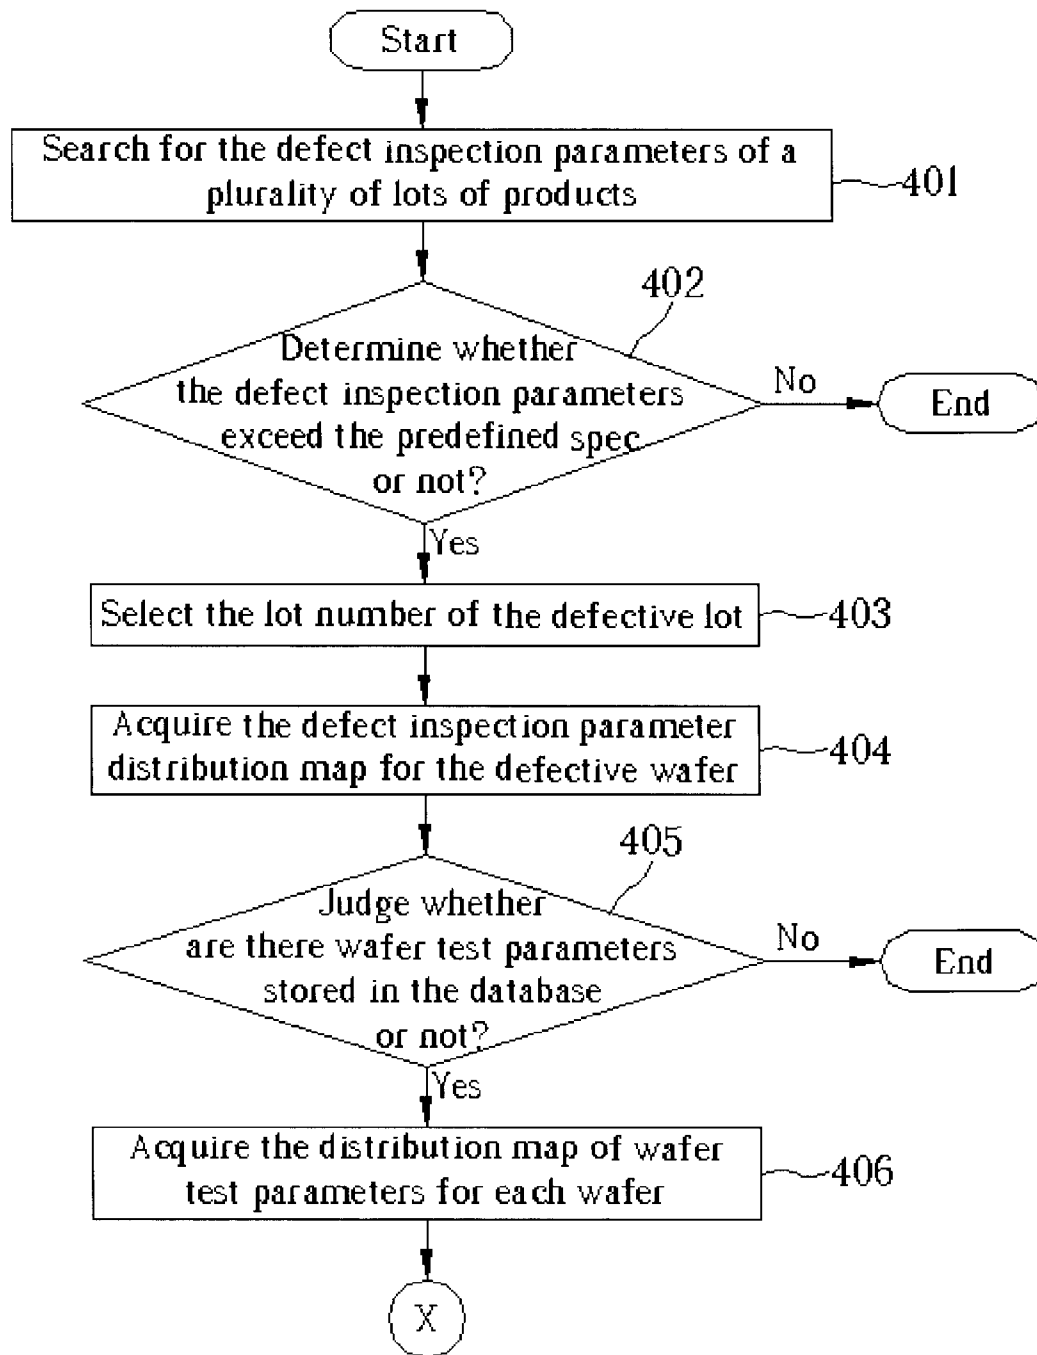 Start
Search for the defect inspection parameters of a
plurality of lots of products
401
402
Determine whether
the defect inspection parameters
exceed the predefined spec
or not?
No
End
Yes
Select the lot number of the defective lot
403
Acquire the defect inspection parameter
distribution map for the defective wafer
404
405
Judge whether
are there wafer test parameters
stored in the database
or not?
No
End
Yes
Acquire the distribution map of wafer
test parameters for each wafer
406
X